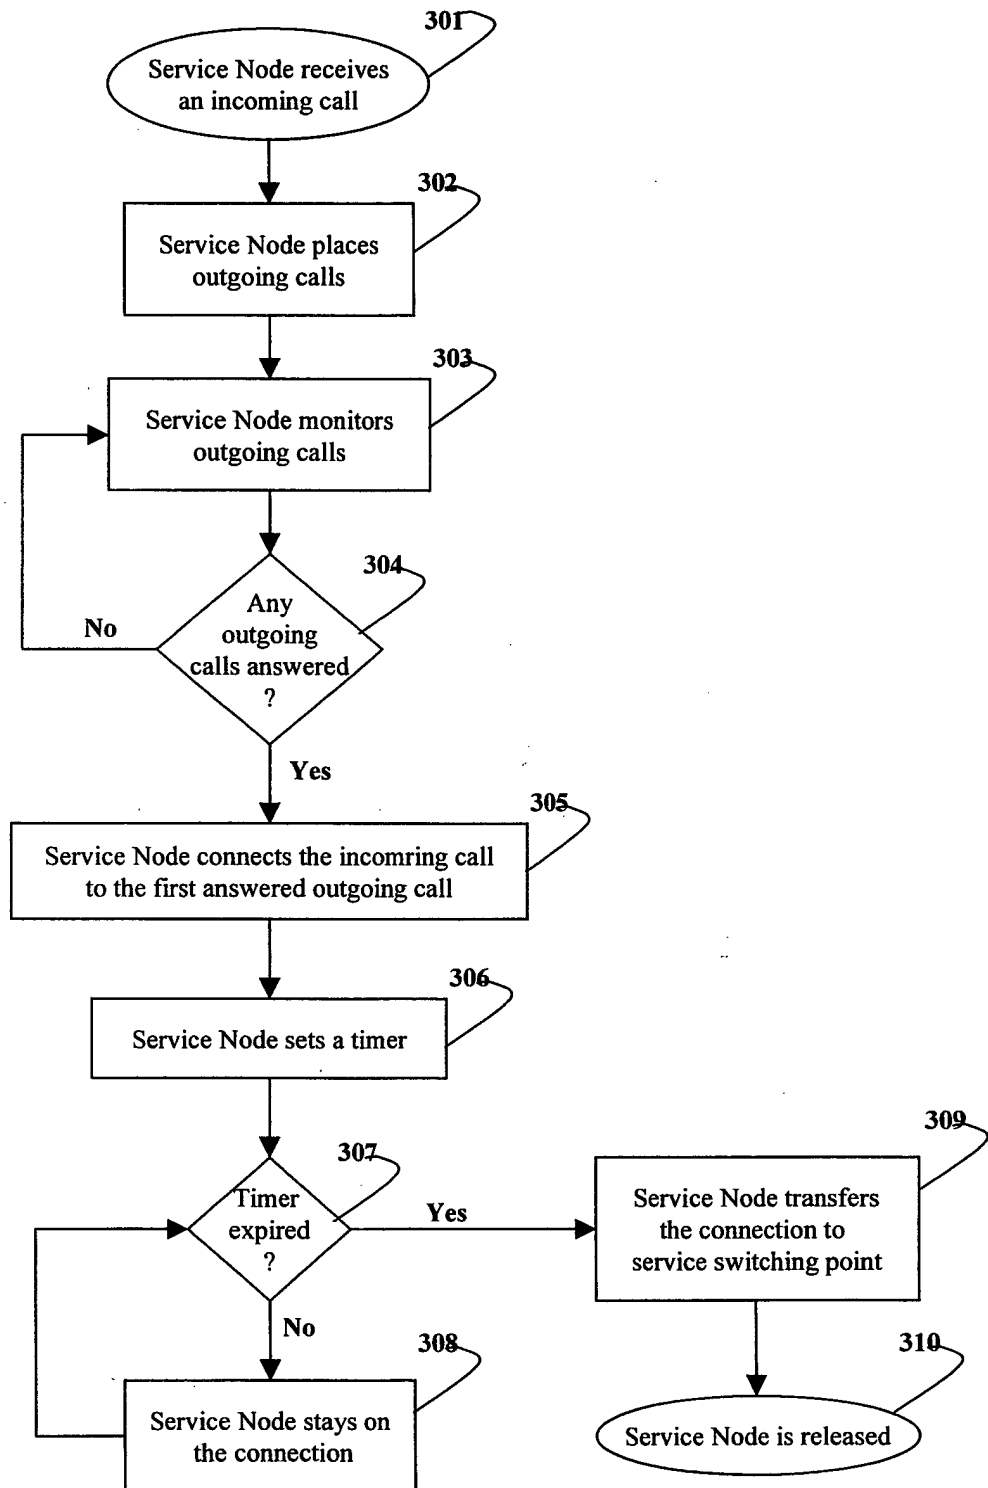 301
Service Node receives
an incoming call
302
Service Node places
outgoing calls
303
Service Node monitors
outgoing calls
304
Any
outgoing
calls answered
?
No
Yes
305
Service Node connects the incomring call
to the first answered outgoing call
306
Service Node sets a timer
307
Timer
expired
?
Yes
No
309
Service Node transfers
the connection to
service switching point
308
Service Node stays on
the connection
310
Service Node is released